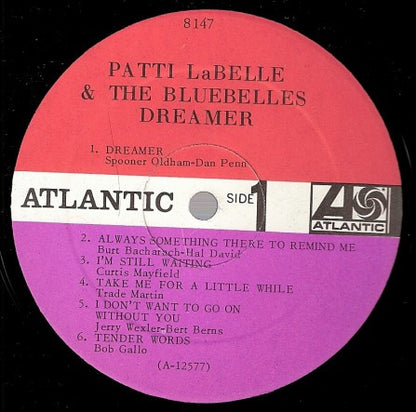 8147
PATTI LaBELLE
& THE BLUEBELLES
DREAMER
1. DREAMER
Spooner Oldham-Dan Penn
ATLANTIC
SIDE 1
ATLANTIC
2. ALWAYS SOMETHING THERE TO REMIND ME
Burt Bacharach-Hal David
3. I'M STILL WAITING
Curtis Mayfield
4. TAKE ME FOR A LITTLE WHILE
Trade Martin
5. I DON'T WANT TO GO ON
WITHOUT YOU
Jerry Wexler-Bert Berns
6. TENDER WORDS
Bob Gallo
(A-12577)